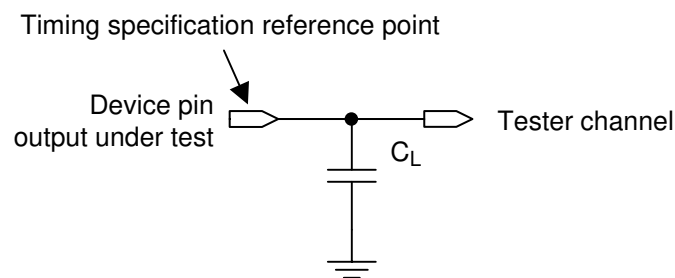 Timing specification reference point
Device pin
output under test
Tester channel
CL